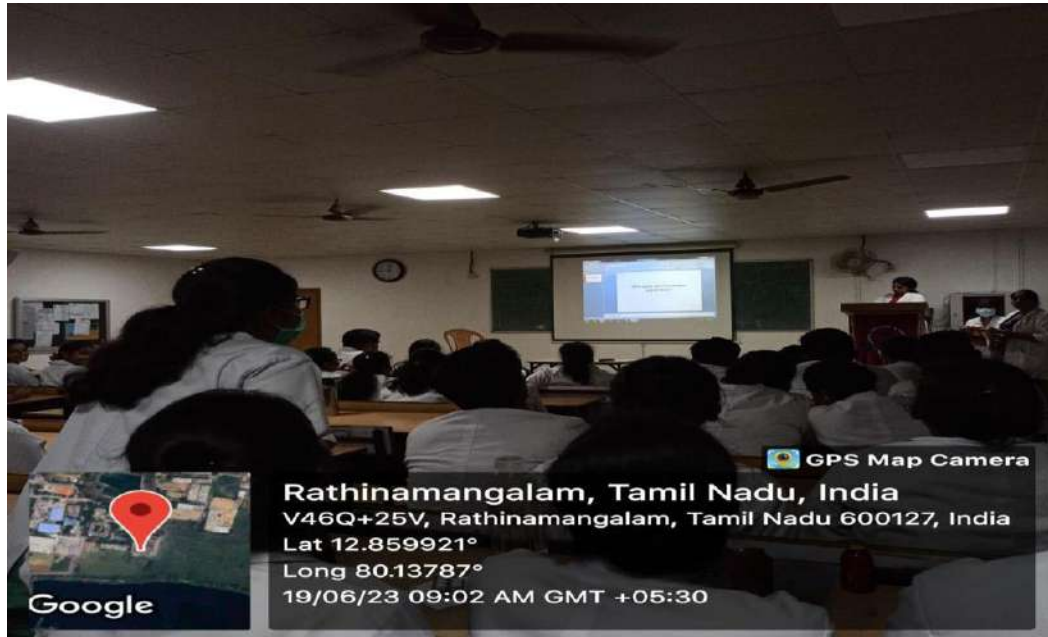 GPS Map Camera
Rathinamangalam, Tamil Nadu, India
V46Q+25V, Rathinamangalam, Tamil Nadu 600127, India
Lat 12.859921°
Long 80.13787°
19/06/23 09:02 AM GMT +05:30
Google